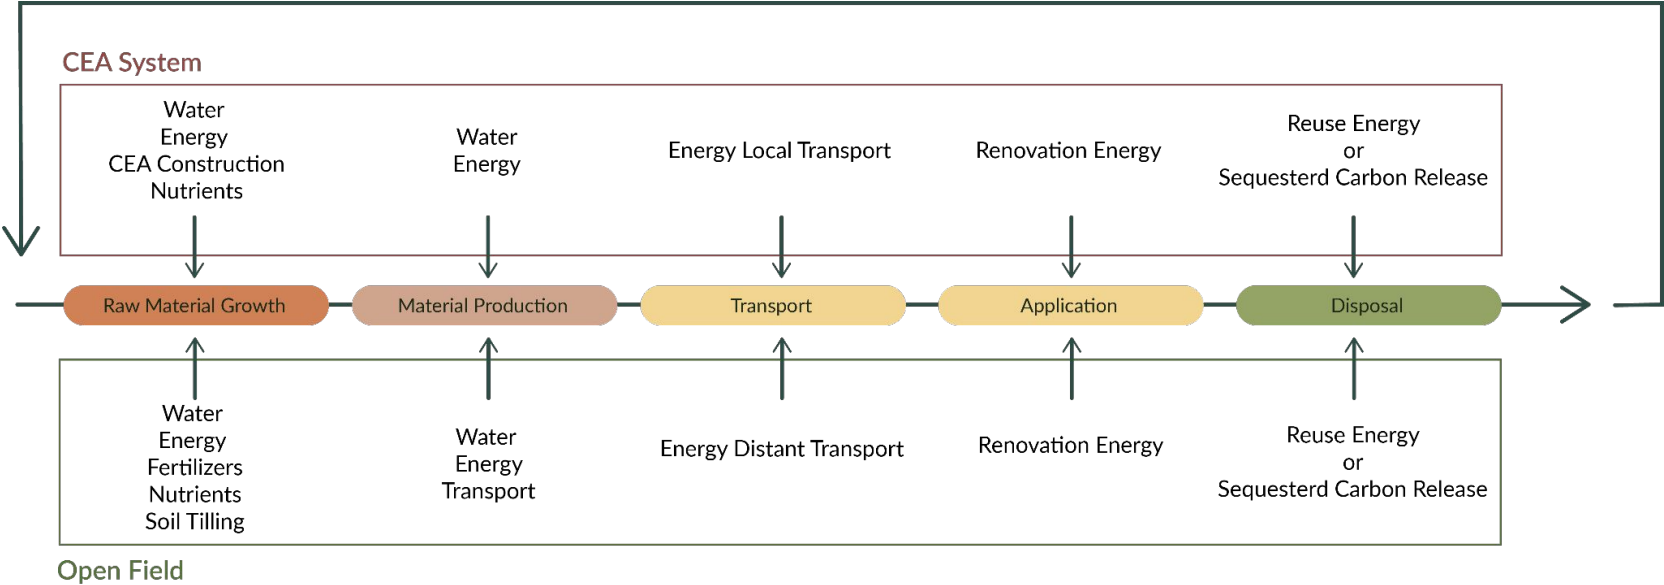 CEA System
Water
Energy
CEA Construction
Nutrients
Water
Energy
Energy Local Transport
Renovation Energy
Reuse Energy
or
Sequesterd Carbon Release
Raw Material Growth
Material Production
Transport
Application
Disposal
Water
Energy
Fertilizers
Nutrients
Soil Tilling
Water
Energy
Transport
Energy Distant Transport
Renovation Energy
Reuse Energy
or
Sequesterd Carbon Release
Open Field